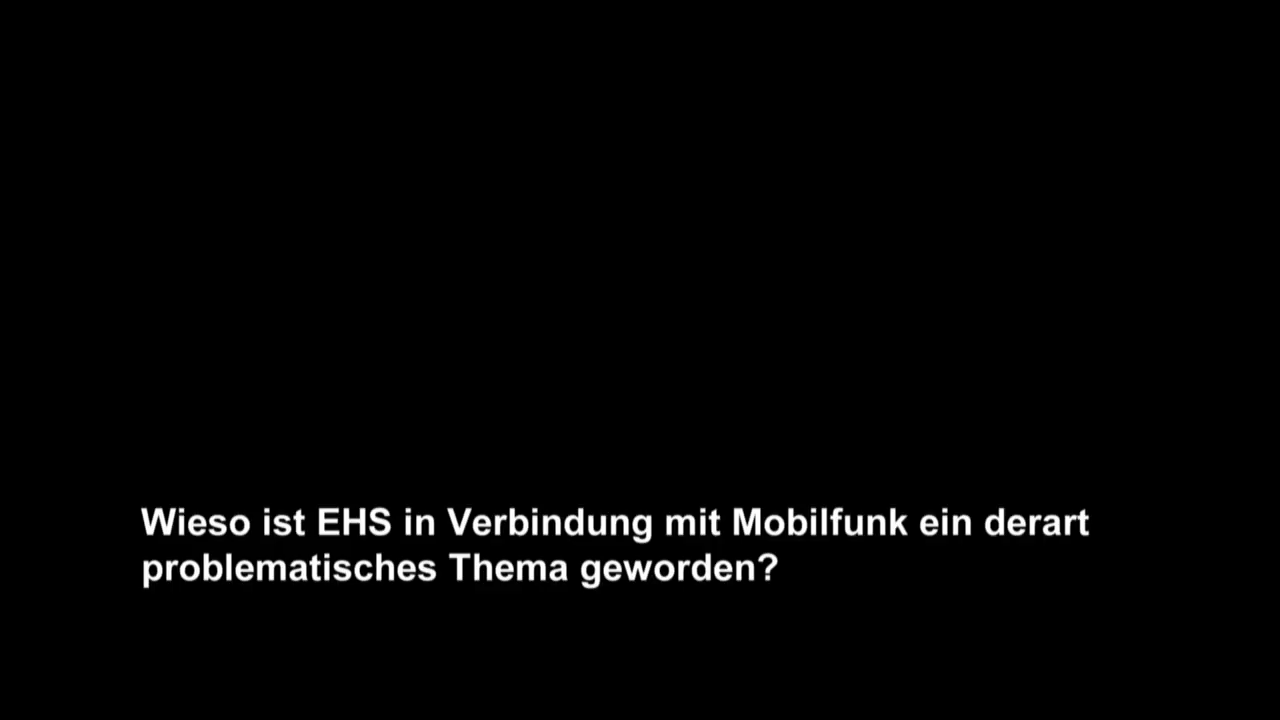 Wieso ist EHS in Verbindung mit Mobilfunk ein derart
problematisches Thema geworden?